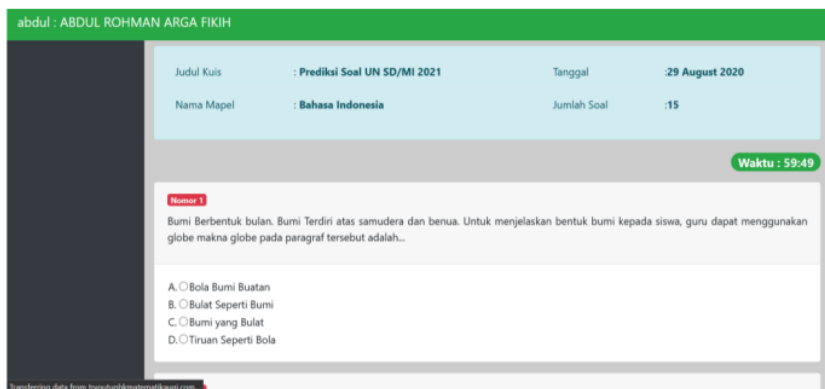 abdul : ABDUL ROHMAN ARGA FIKIH
Judul Kuis : Prediksi Soal UN SD/MI 2021 Tanggal :29 August 2020
Nama Mapel : Bahasa Indonesia Jumlah Soal :15
Waktu : 59:49
Nomor 1
Bumi Berbentuk bulan. Bumi Terdiri atas samudera dan benua. Untuk menjelaskan bentuk bumi kepada siswa, guru dapat menggunakan
globe makna globe pada paragraf tersebut adalah...
A. Bola Bumi Buatan
B. Bulat Seperti Bumi
C. Bumi yang Bulat
D. Tiruan Seperti Bola
Transferring data from